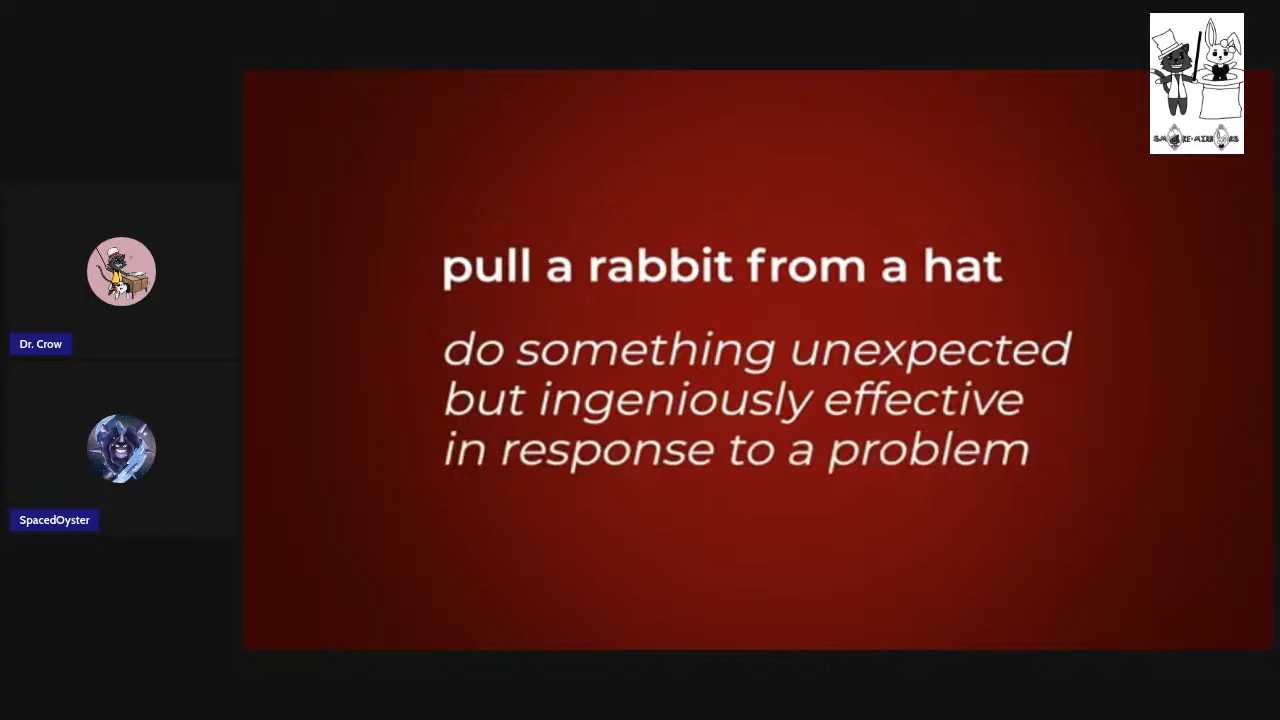 pull a rabbit from a hat
do something unexpected
but ingeniously effective
in response to a problem
Dr. Crow
SpacedOyster